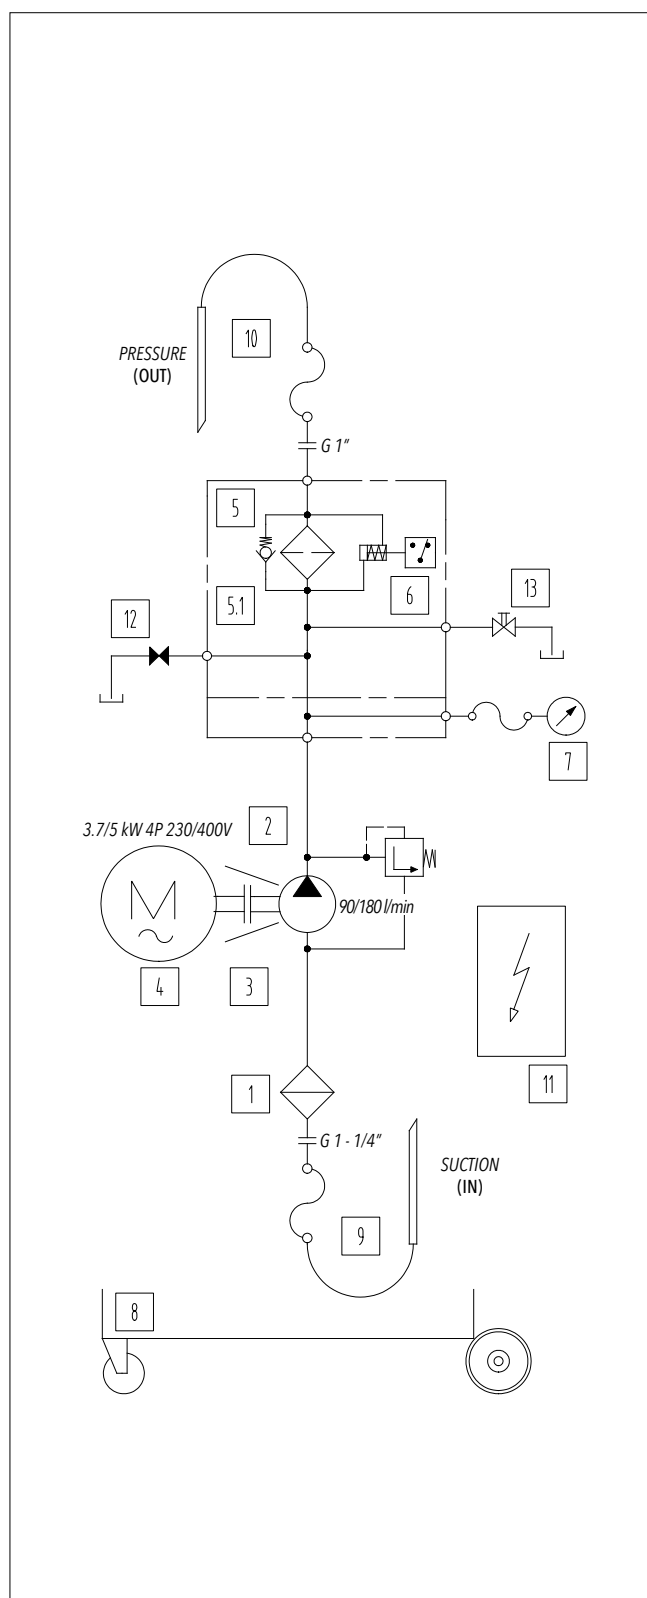 10
PRESSURE
(OUT)
G 1"
5
5.1
6
12
13
7
2
3.7/5 kW 4P 230/400V
M
90/180 l/min
4
3
1
11
G 1 - 1/4"
SUCTION
(IN)
9
8